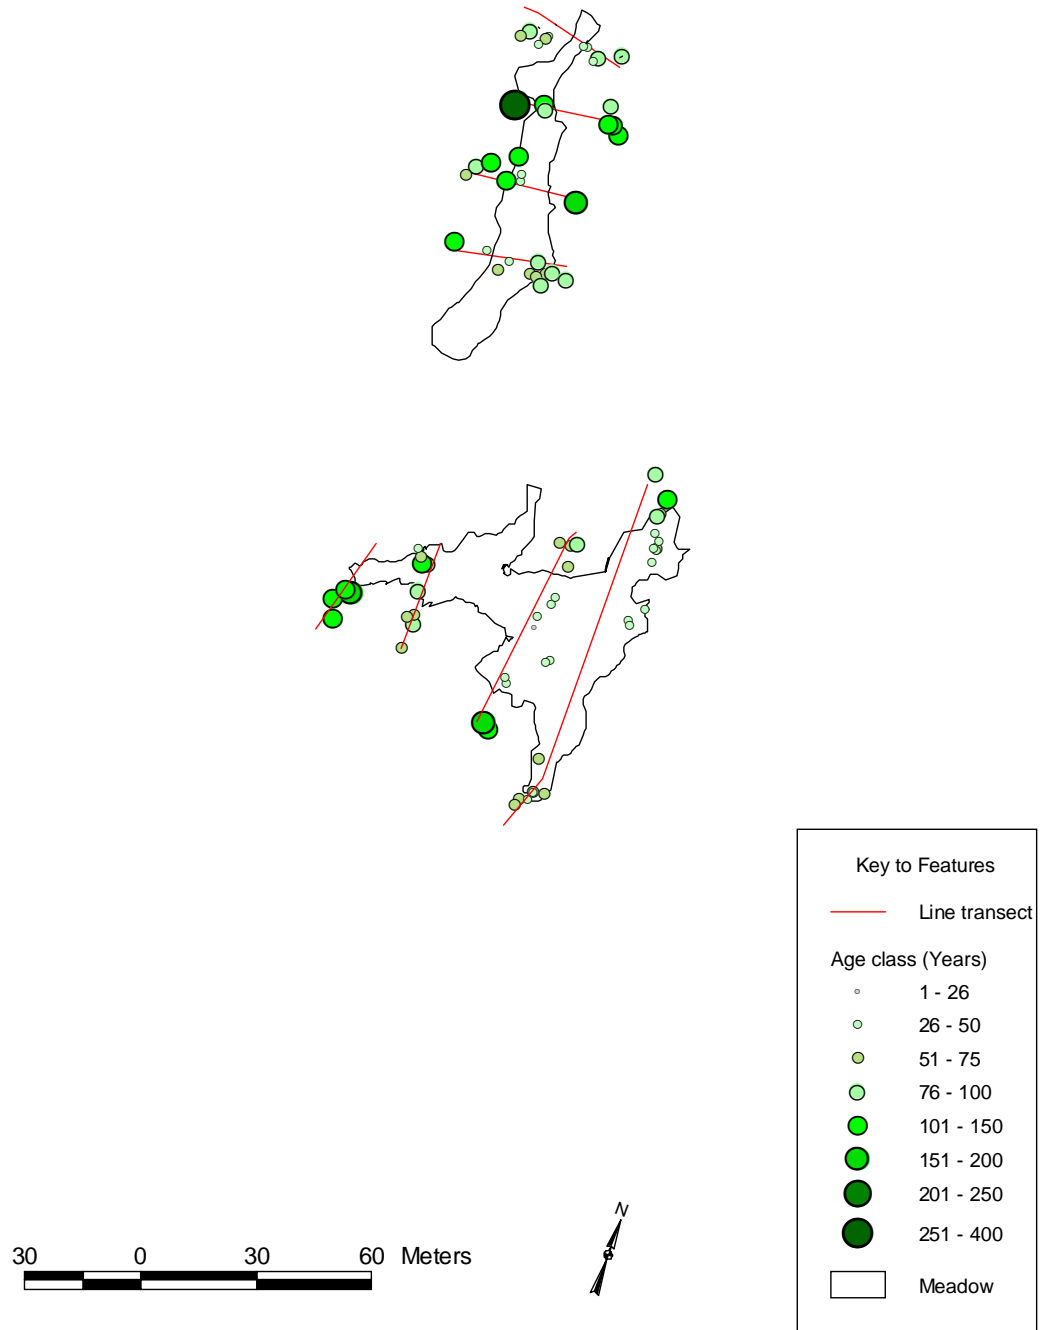 Key to Features
Line transect
Age class (Years)
1 - 26
26 - 50
51 - 75
76 - 100
101 - 150
151 - 200
201 - 250
251 - 400
Meadow
N
30 0 30 60 Meters